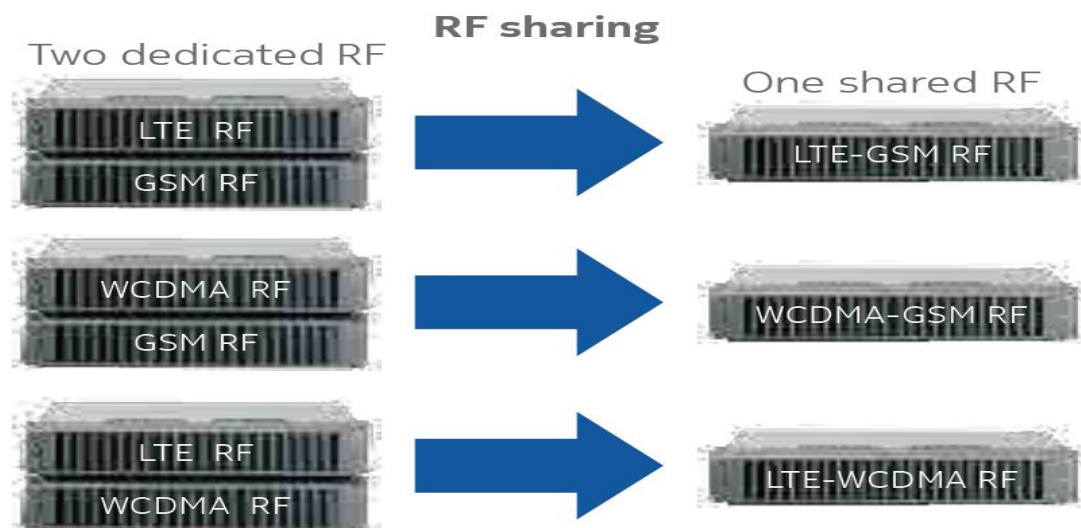 RF sharing
Two dedicated RF
One shared RF
LTE RF
GSM RF
LTE-GSM RF
WCDMA RF
GSM RF
WCDMA-GSM RF
LTE RF
WCDMA RF
LTE-WCDMA RF